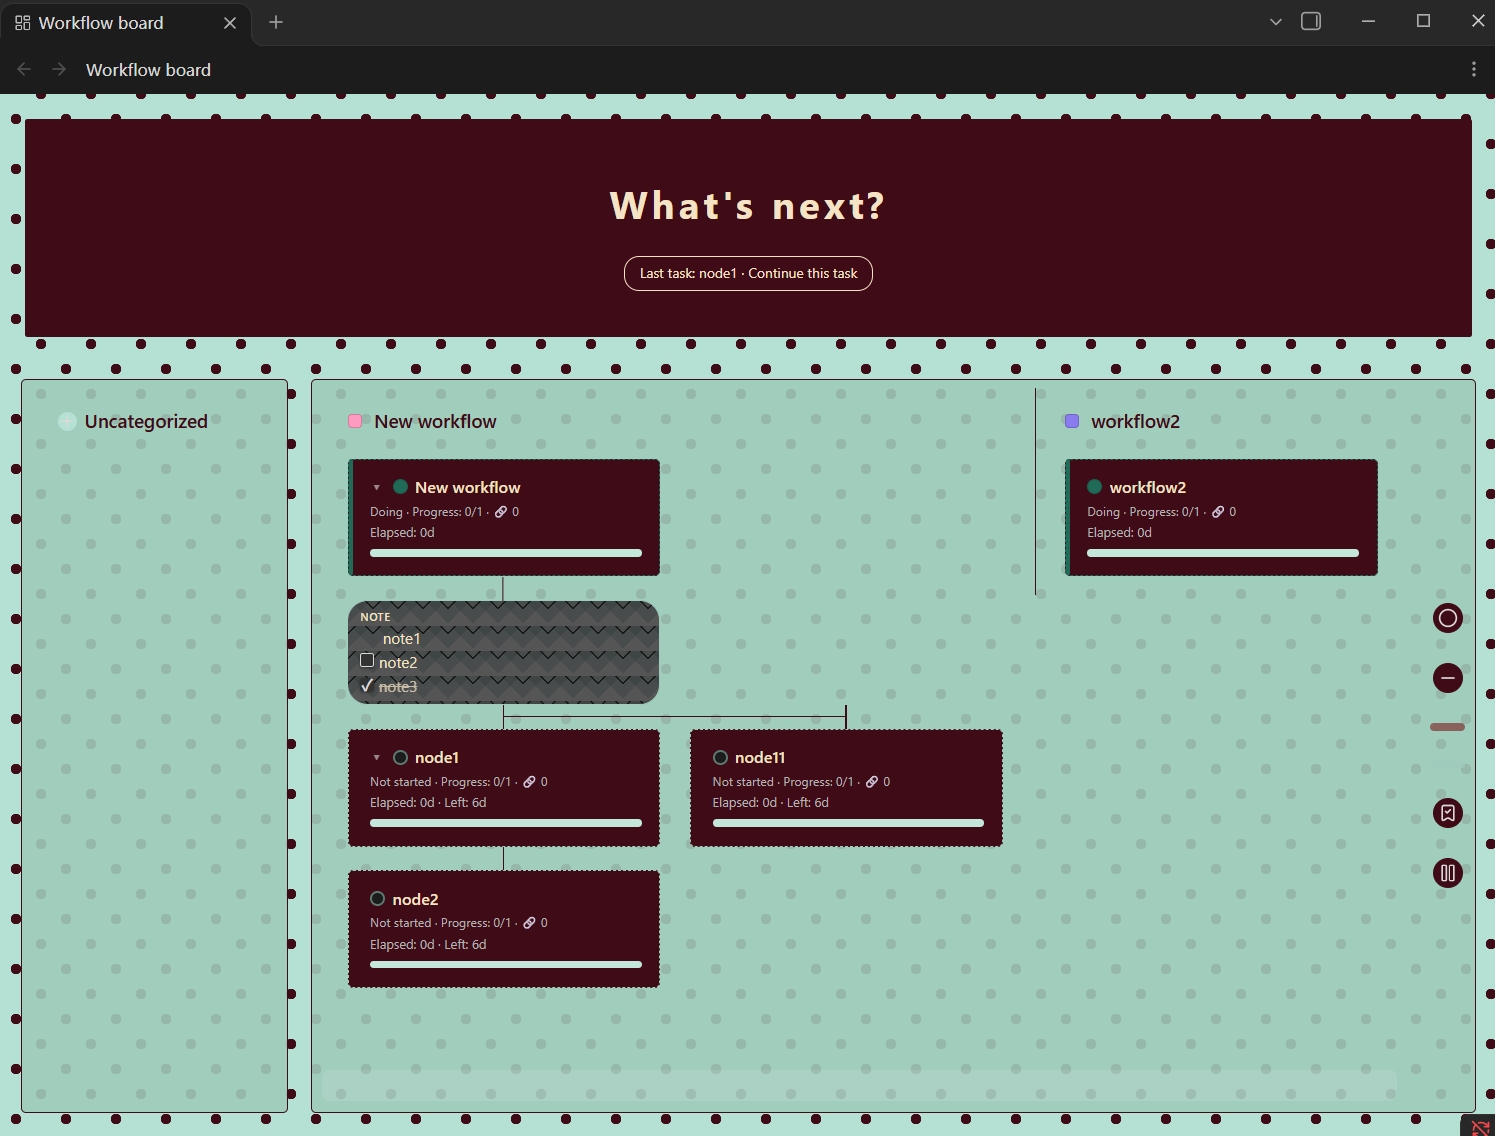 Workflow board
Workflow board
What's next?
Last task: node1 · Continue this task
Uncategorized
New workflow
workflow2
New workflow
Doing · Progress: 0/1 · 🔗 0
Elapsed: 0d
workflow2
Doing · Progress: 0/1 · 🔗 0
Elapsed: 0d
NOTE
note1
note2
note3
node1
Not started · Progress: 0/1 · 🔗 0
Elapsed: 0d · Left: 6d
node11
Not started · Progress: 0/1 · 🔗 0
Elapsed: 0d · Left: 6d
node2
Not started · Progress: 0/1 · 🔗 0
Elapsed: 0d · Left: 6d